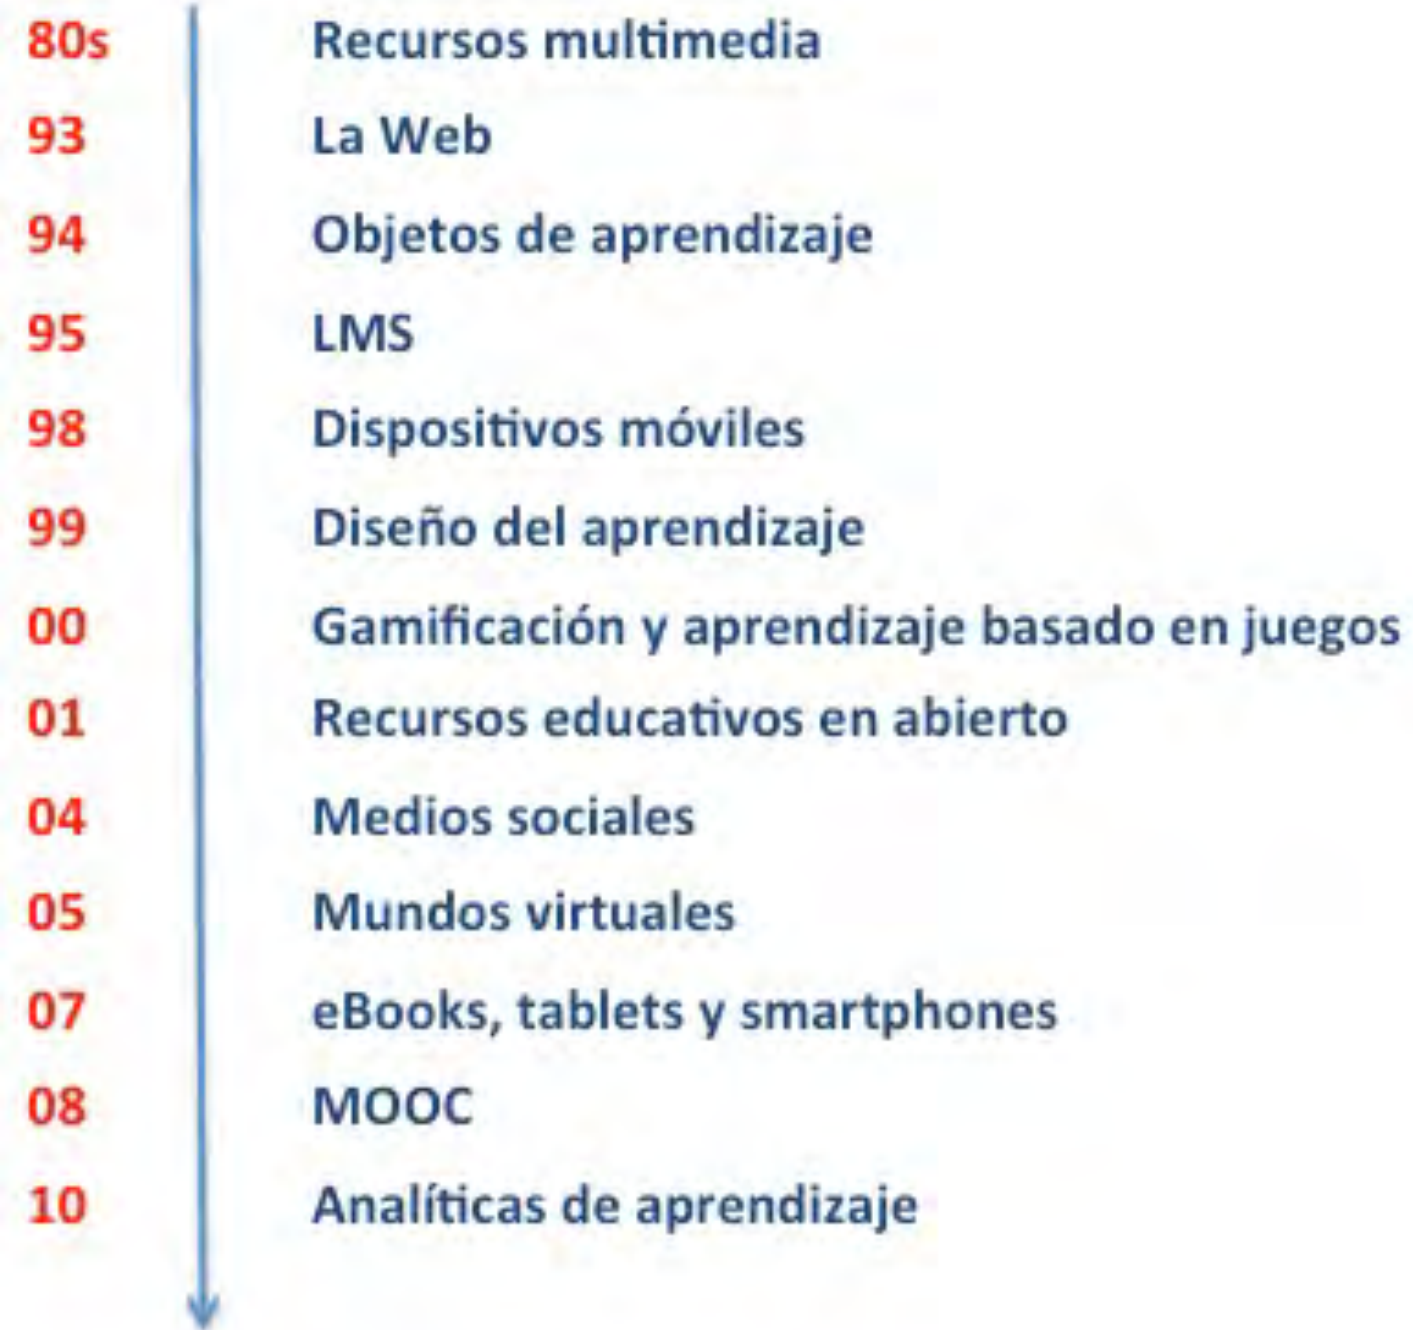 80s Recursos multimedia
93 La Web
94 Objetos de aprendizaje
95 LMS
98 Dispositivos móviles
99 Diseño del aprendizaje
00 Gamificación y aprendizaje basado en juegos
01 Recursos educativos en abierto
04 Medios sociales
05 Mundos virtuales
07 eBooks, tablets y smartphones
08 MOOC
10 Analíticas de aprendizaje